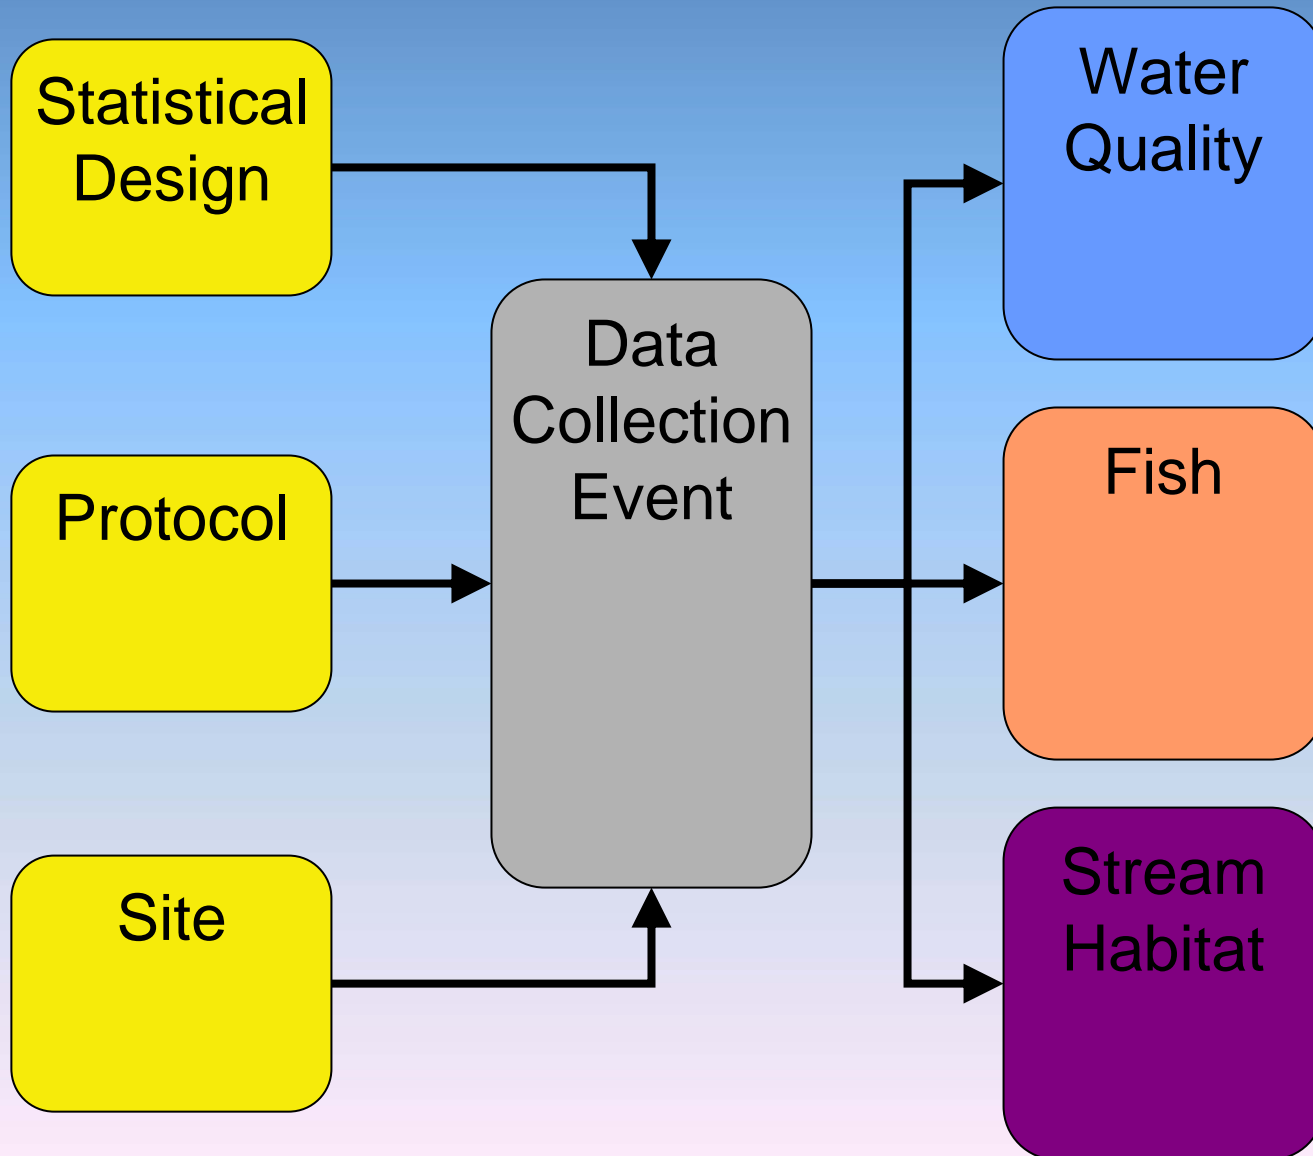 Statistical
Design
Protocol
Site
Data
Collection
Event
Water
Quality
Fish
Stream
Habitat